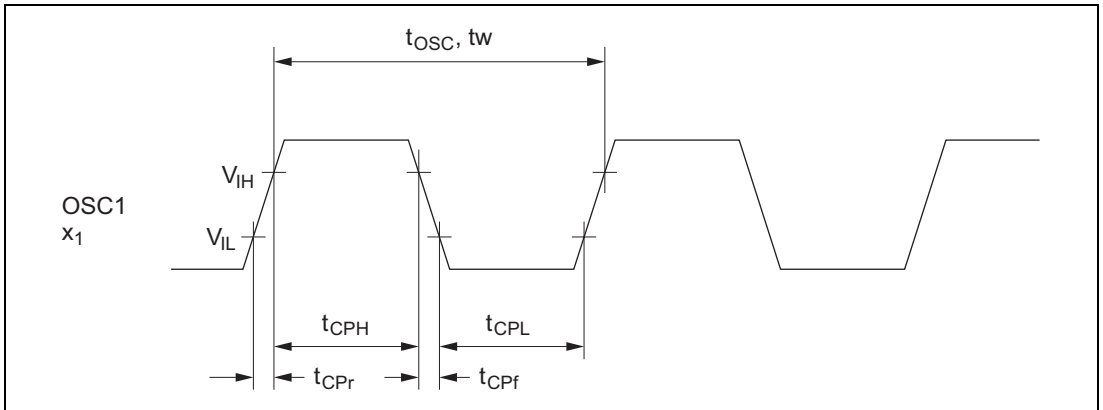 tOSC, tw
VIH
OSC1
x1
VIL
tCPH
tCPL
tCPr
tCPf